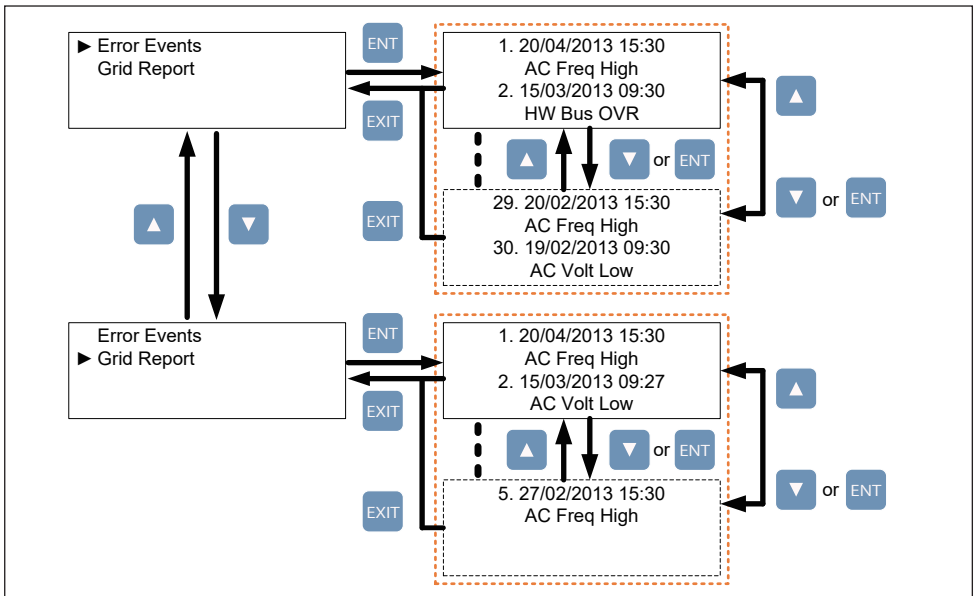 ► Error Events
Grid Report
ENT
EXIT
1. 20/04/2013 15:30
AC Freq High
2. 15/03/2013 09:30
HW Bus OVR
▲
▼ or ENT
▲
▼ or ENT
EXIT
29. 20/02/2013 15:30
AC Freq High
30. 19/02/2013 09:30
AC Volt Low
▲
▼
Error Events
► Grid Report
ENT
EXIT
1. 20/04/2013 15:30
AC Freq High
2. 15/03/2013 09:27
AC Volt Low
▲
▼ or ENT
▲
▼ or ENT
EXIT
5. 27/02/2013 15:30
AC Freq High